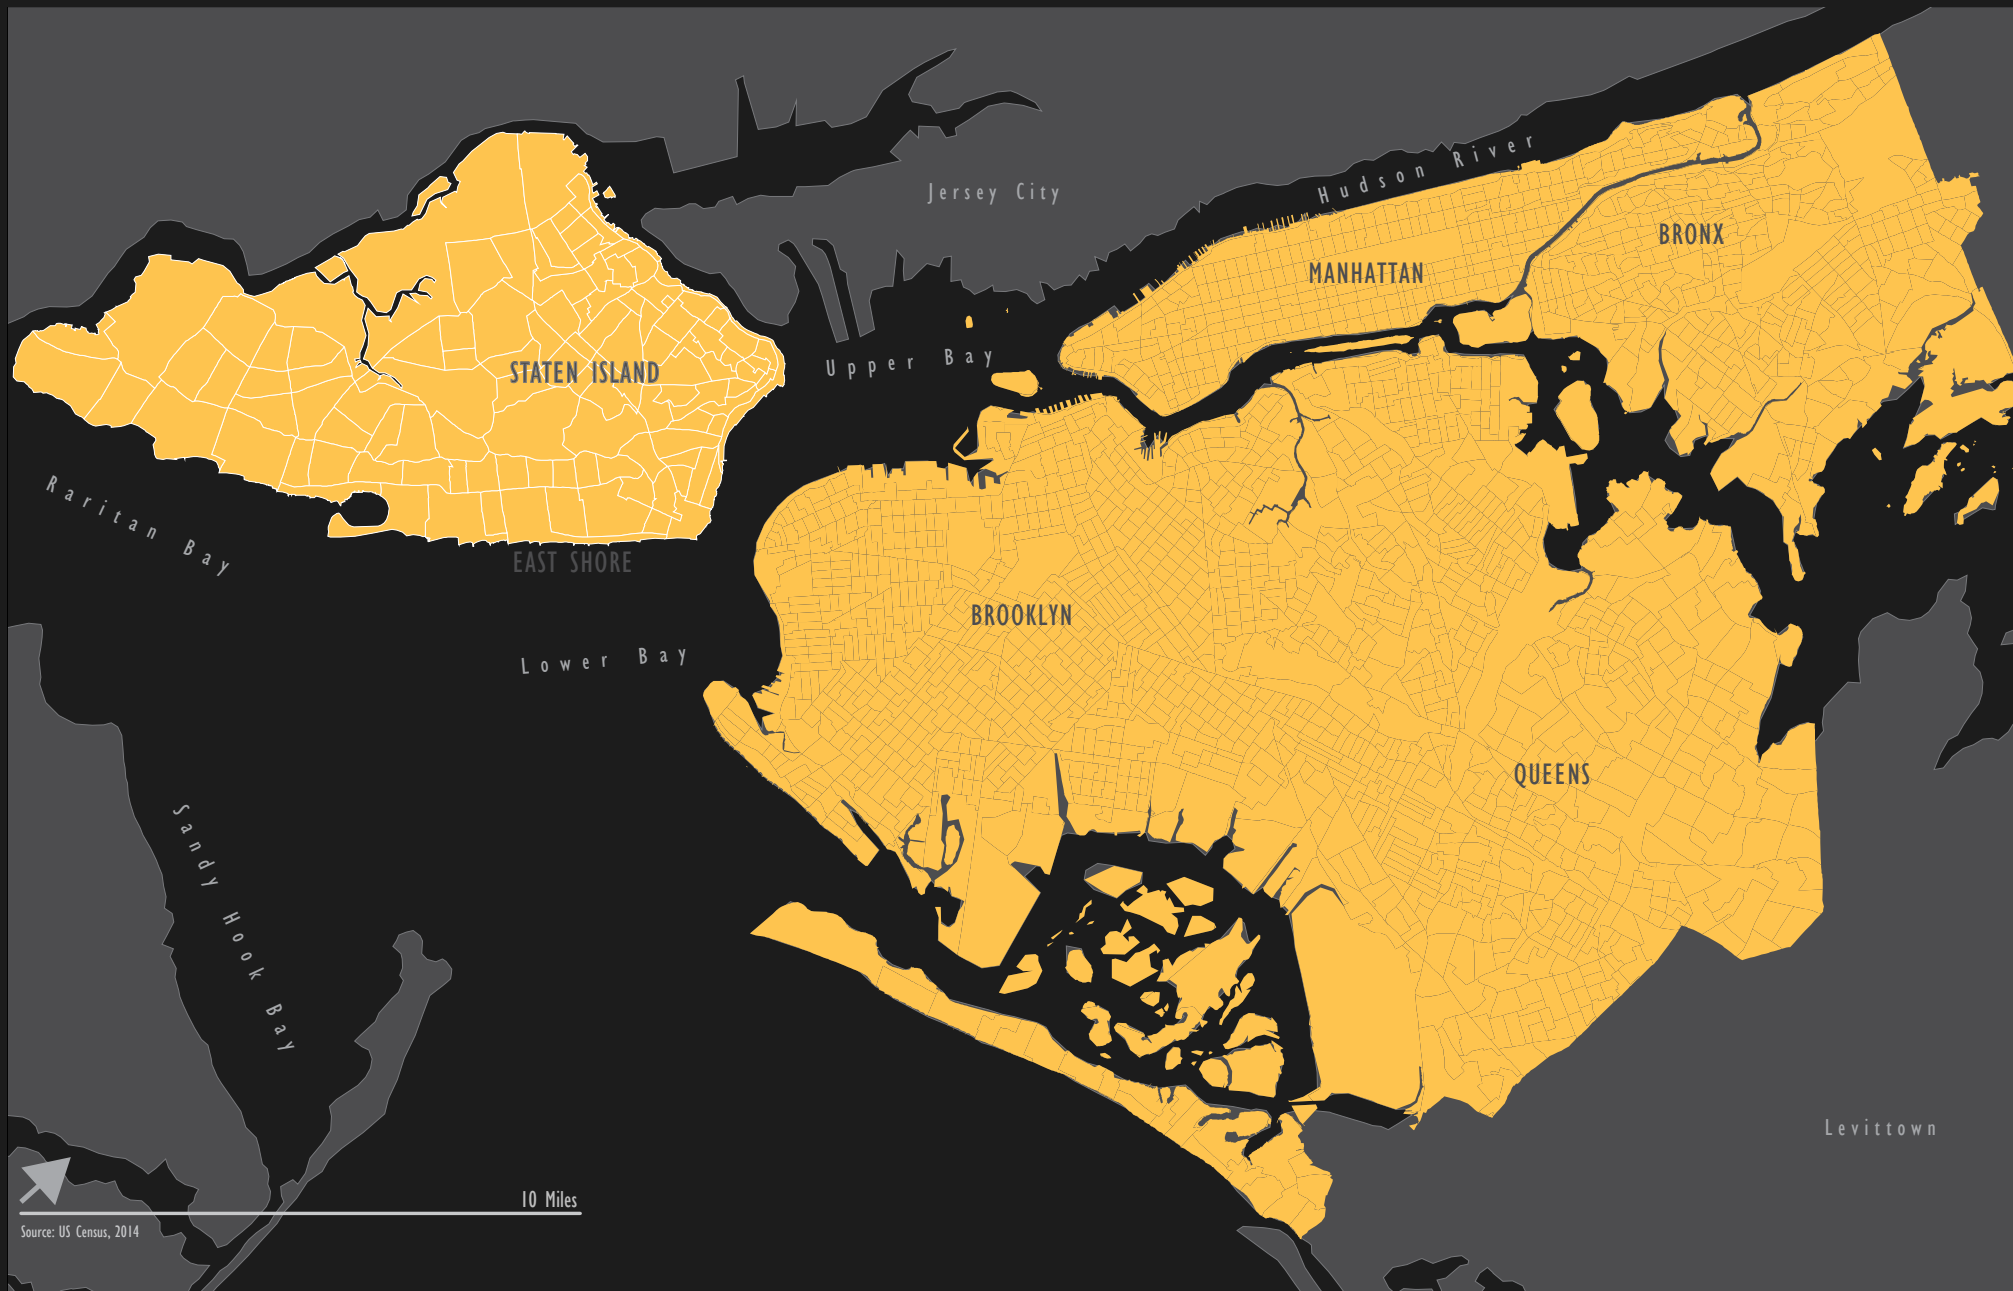 Hudson River
Jersey City
BRONX
MANHATTAN
Upper Bay
STATEN ISLAND
Raritan Bay
EAST SHORE
BROOKLYN
Lower Bay
QUEENS
Sandy Hook Bay
Levittown
10 Miles
Source: US Census, 2014